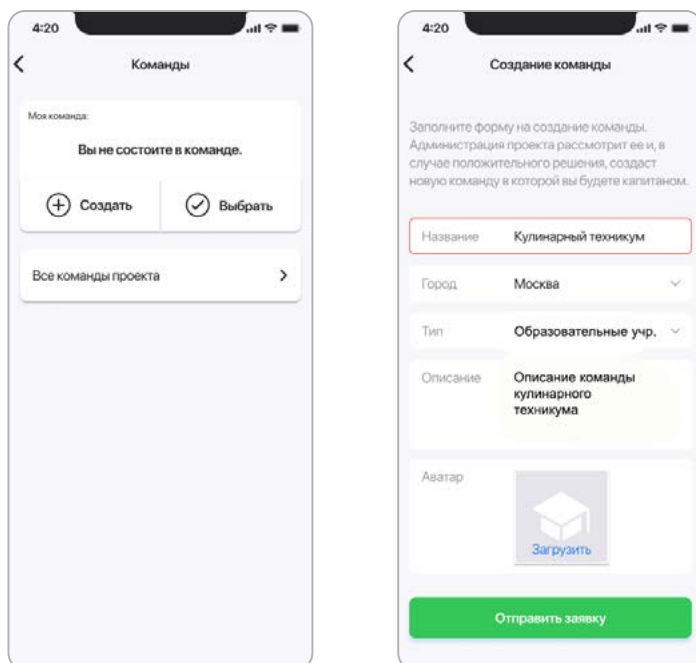 4:20
Команды
Моя команда:
Вы не состоите в команде.
Создать
Выбрать
Все команды проекта
4:20
Создание команды
Заполните форму на создание команды.
Администрация проекта рассмотрит ее и, в
случае положительного решения, создаст
новую команду в которой вы будете капитаном.
Название Кулинарный техникум
Город Москва
Тип Образовательные учр.
Описание Описание команды
кулинарного
техникума
Аватар
Загрузить
Отправить заявку